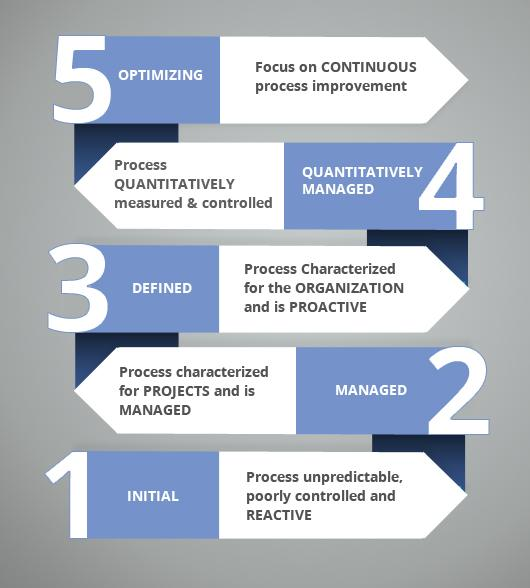 5
OPTIMIZING
Focus on CONTINUOUS
process improvement
Process
QUANTITATIVELY
measured & controlled
QUANTITATIVELY
MANAGED
4
3
DEFINED
Process Characterized
for the ORGANIZATION
and is PROACTIVE
Process characterized
for PROJECTS and is
MANAGED
MANAGED
2
1
INITIAL
Process unpredictable,
poorly controlled and
REACTIVE